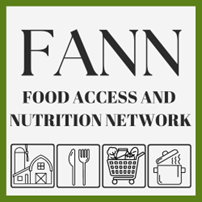 FANN
FOOD ACCESS AND
NUTRITION NETWORK